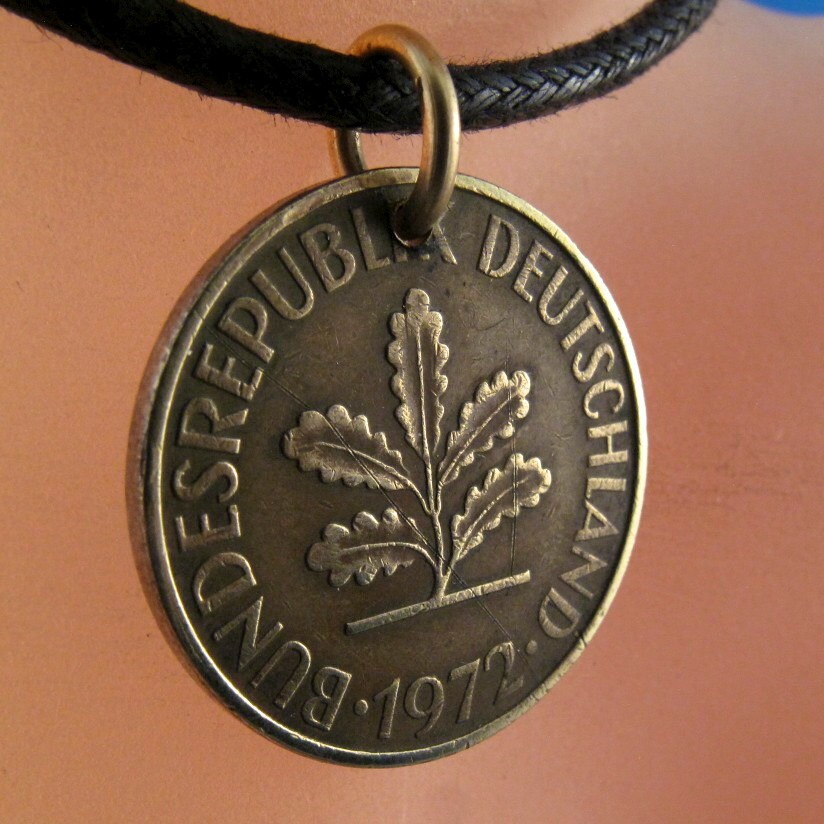 BUNDESREPUBLIK DEUTSCHLAND
· 1972 ·